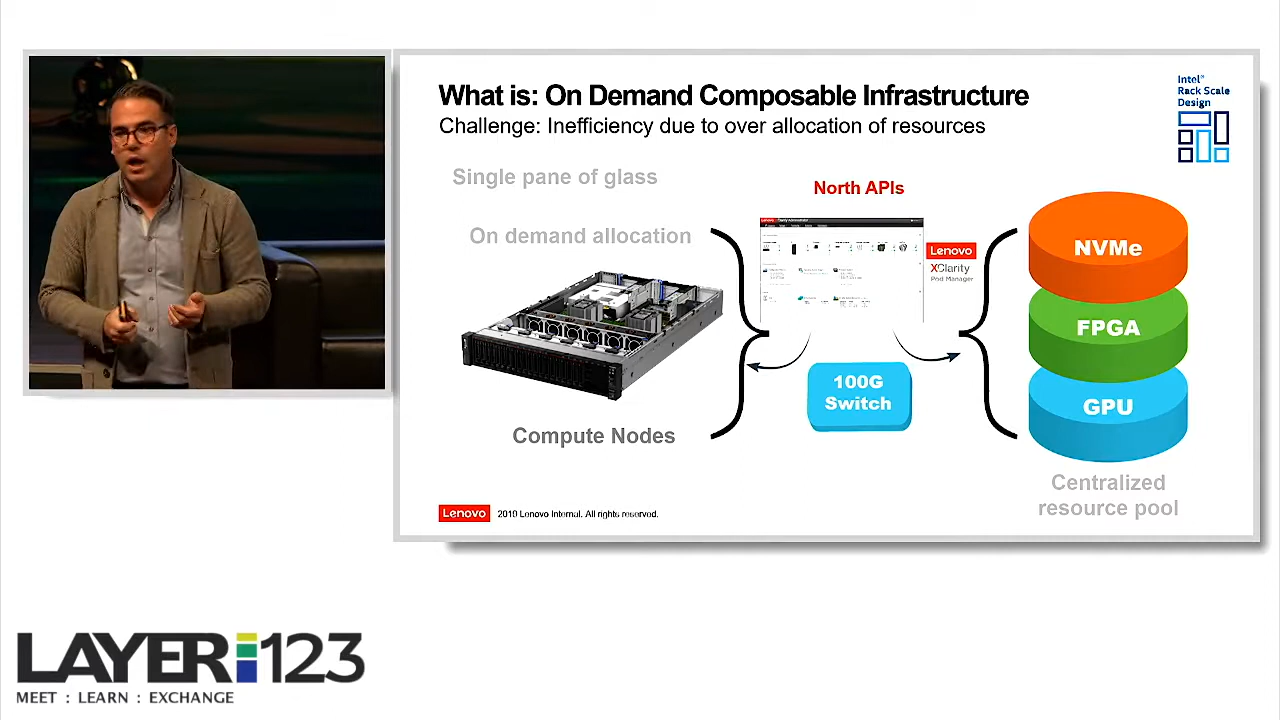 What is: On Demand Composable Infrastructure
Challenge: Inefficiency due to over allocation of resources
Intel®
Rack Scale
Design
Single pane of glass
North APIs
On demand allocation
Lenovo
XClarity
Pod Manager
NVMe
FPGA
GPU
100G
Switch
Compute Nodes
Centralized
resource pool
Lenovo 2019 Lenovo Internal. All rights reserved.
LAYER 123
MEET : LEARN : EXCHANGE